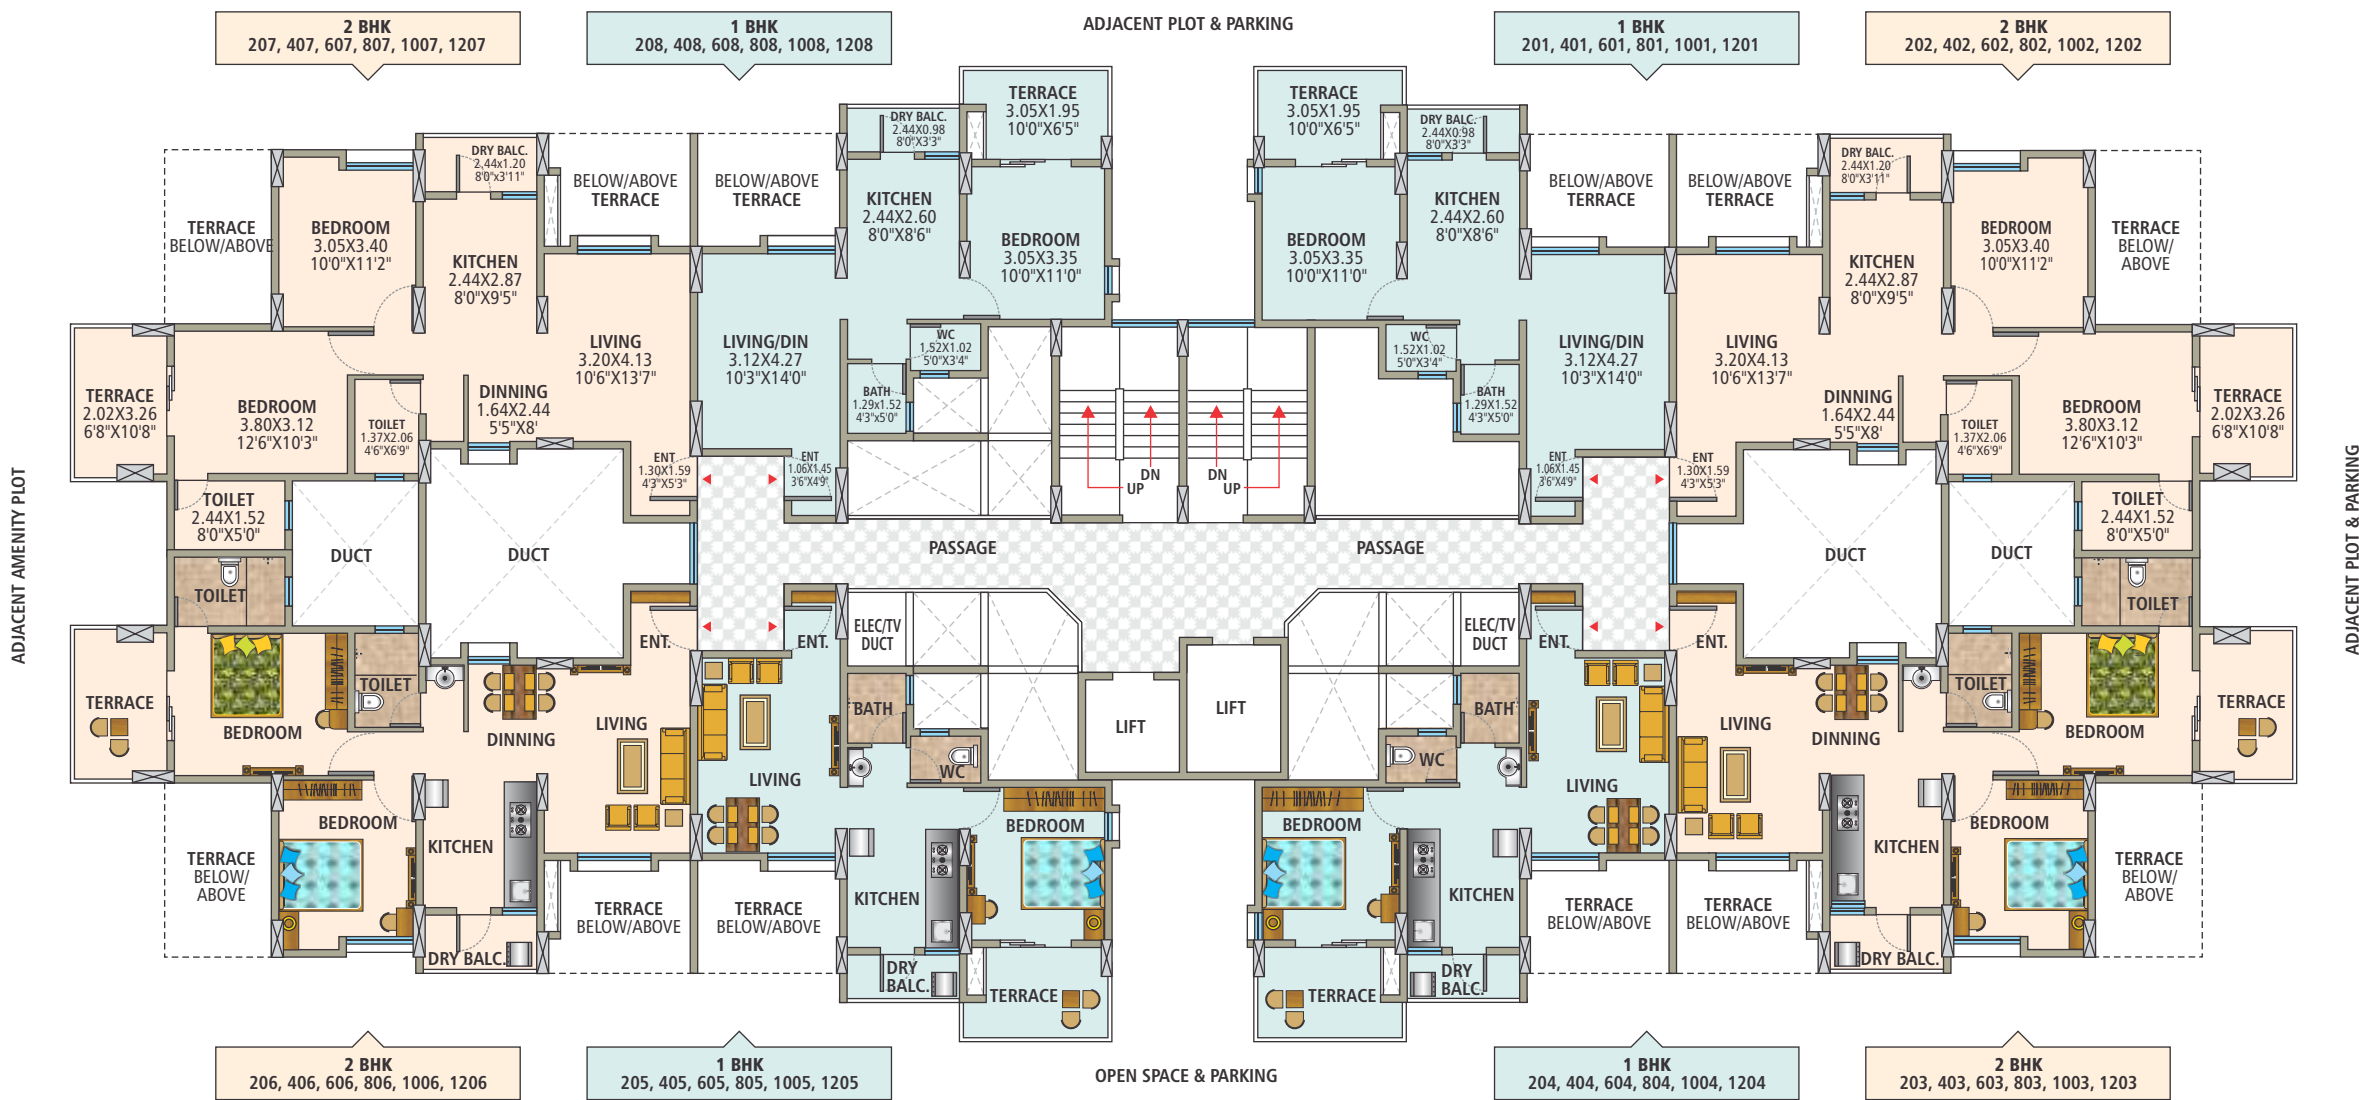 2 BHK
207, 407, 607, 807, 1007, 1207
1 BHK
208, 408, 608, 808, 1008, 1208
ADJACENT PLOT & PARKING
1 BHK
201, 401, 601, 801, 1001, 1201
2 BHK
202, 402, 602, 802, 1002, 1202
TERRACE
BELOW/ABOVE
BEDROOM
3.05X3.40
10'0"X11'2"
DRY BALC.
2.44x1.20
8'0"x3'11"
KITCHEN
2.44X2.87
8'0"X9'5"
BELOW/ABOVE
TERRACE
BELOW/ABOVE
TERRACE
DRY BALC.
2.44X0.98
8'0"X3'3"
KITCHEN
2.44X2.60
8'0"X8'6"
TERRACE
3.05X1.95
10'0"X6'5"
BEDROOM
3.05X3.35
10'0"X11'0"
TERRACE
3.05X1.95
10'0"X6'5"
BEDROOM
3.05X3.35
10'0"X11'0"
DRY BALC.
2.44X0.98
8'0"X3'3"
KITCHEN
2.44X2.60
8'0"X8'6"
BELOW/ABOVE
TERRACE
BELOW/ABOVE
TERRACE
DRY BALC.
2.44X1.20
8'0"X3'11"
KITCHEN
2.44X2.87
8'0"X9'5"
BEDROOM
3.05X3.40
10'0"X11'2"
TERRACE
BELOW/
ABOVE
TERRACE
2.02X3.26
6'8"X10'8"
BEDROOM
3.80X3.12
12'6"X10'3"
TOILET
1.37X2.06
4'6"X6'9"
DINNING
1.64X2.44
5'5"X8'
LIVING
3.20X4.13
10'6"X13'7"
LIVING/DIN
3.12X4.27
10'3"X14'0"
WC
1.52X1.02
5'0"X3'4"
BATH
1.29x1.52
4'3"x5'0"
ENT
1.30X1.59
4'3"X5'3"
ENT
1.06X1.45
3'6"X4'9"
DN
UP
DN
UP
WC
1.52X1.02
5'0"X3'4"
BATH
1.29X1.52
4'3"X5'0"
LIVING/DIN
3.12X4.27
10'3"X14'0"
ENT
1.06X1.45
3'6"X4'9"
ENT
1.30X1.59
4'3"X5'3"
LIVING
3.20X4.13
10'6"X13'7"
DINNING
1.64X2.44
5'5"X8'
TOILET
1.37X2.06
4'6"X6'9"
BEDROOM
3.80X3.12
12'6"X10'3"
TERRACE
2.02X3.26
6'8"X10'8"
ADJACENT AMENITY PLOT
TOILET
2.44X1.52
8'0"X5'0"
DUCT
DUCT
PASSAGE
PASSAGE
DUCT
DUCT
TOILET
2.44X1.52
8'0"X5'0"
ADJACENT PLOT & PARKING
TOILET
TOILET
ENT.
ENT.
ELEC/TV
DUCT
ELEC/TV
DUCT
ENT.
ENT.
TOILET
TOILET
TERRACE
BEDROOM
DINNING
LIVING
LIVING
BATH
WC
LIFT
LIFT
WC
BATH
LIVING
LIVING
DINNING
TOILET
BEDROOM
TERRACE
TERRACE
BELOW/
ABOVE
BEDROOM
KITCHEN
DRY BALC.
TERRACE
BELOW/ABOVE
TERRACE
BELOW/ABOVE
KITCHEN
DRY
BALC.
BEDROOM
TERRACE
BEDROOM
TERRACE
KITCHEN
DRY
BALC.
TERRACE
BELOW/ABOVE
TERRACE
BELOW/ABOVE
KITCHEN
DRY BALC.
BEDROOM
TERRACE
BELOW/
ABOVE
2 BHK
206, 406, 606, 806, 1006, 1206
1 BHK
205, 405, 605, 805, 1005, 1205
OPEN SPACE & PARKING
1 BHK
204, 404, 604, 804, 1004, 1204
2 BHK
203, 403, 603, 803, 1003, 1203